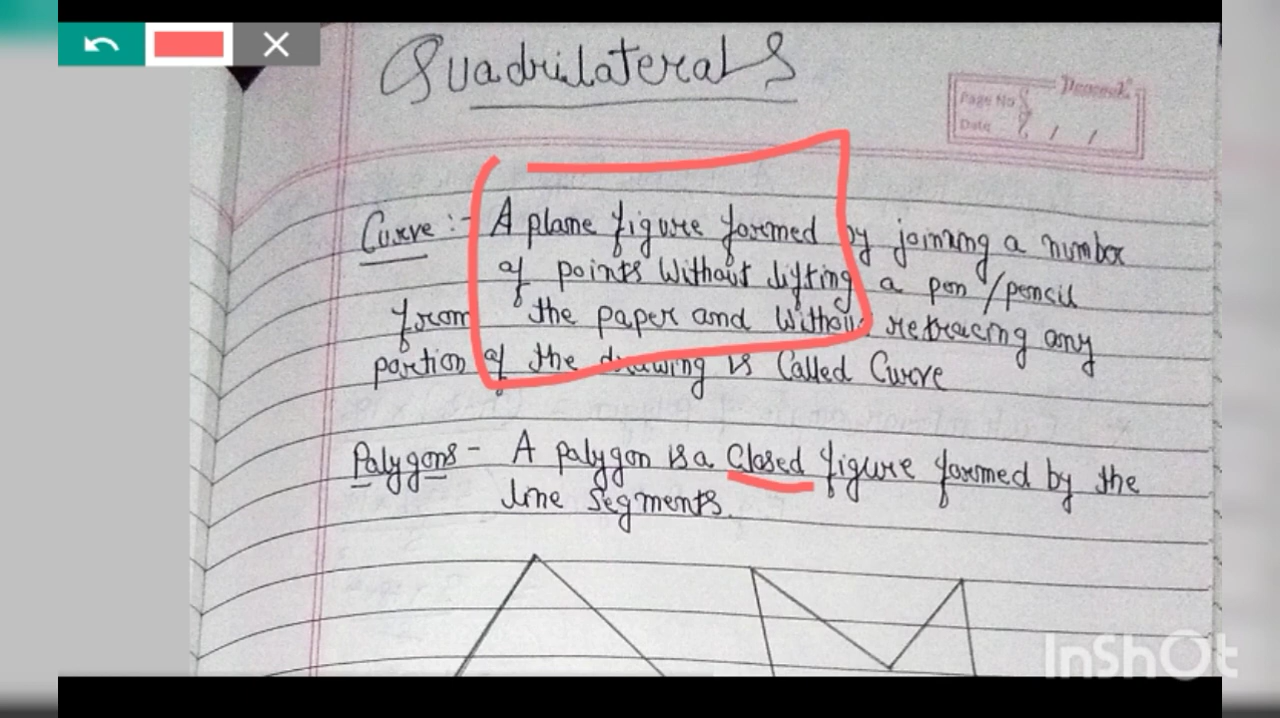 Quadrilaterals
Page No
Date / /
Curve :- A plane figure formed by joining a number
of points without lifting a pen/pencil
from the paper and without retracing any
portion of the drawing is Called Curve
Palygons - A palygon is a Closed figure formed by the
line segments.
InShOt